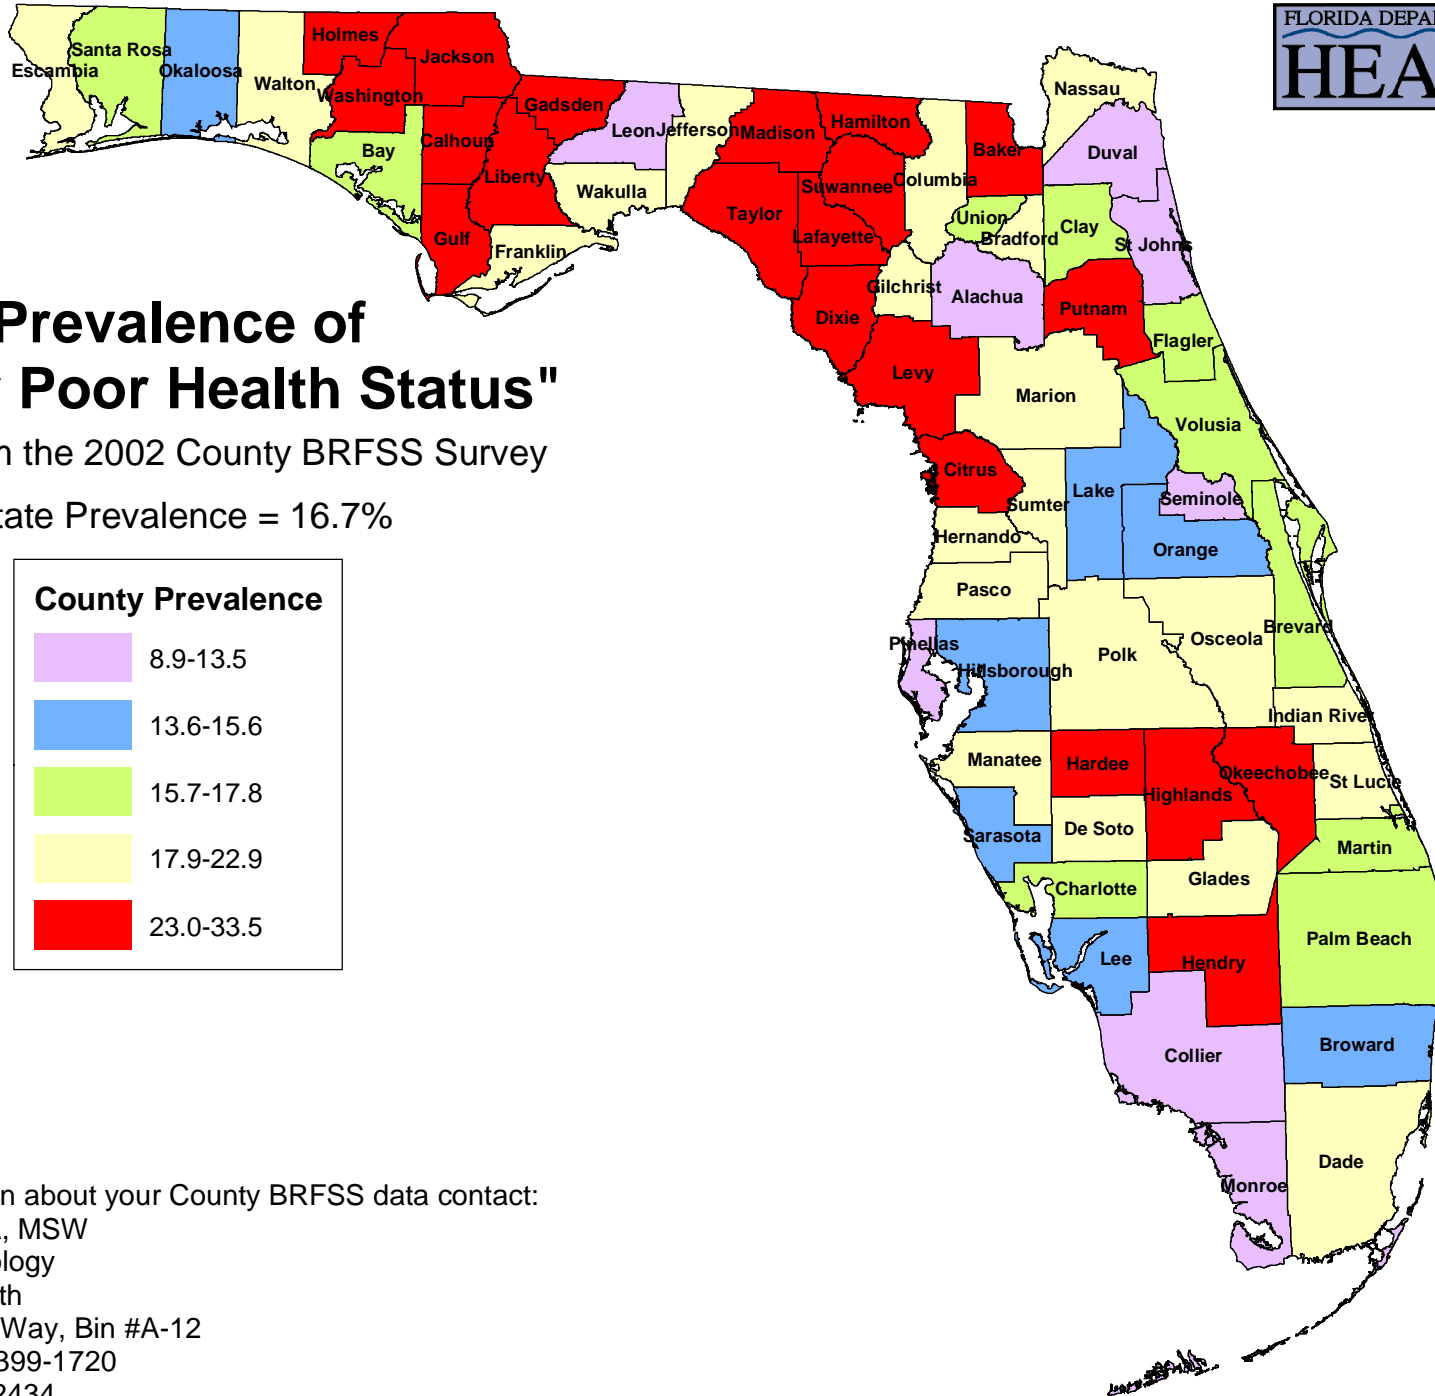 FLORIDA
HEA
Holmes
Jackson
Santa Rosa
Escambia
Okaloosa
Walton
Washington
Gadsden
Calhoun
Leon
Jefferson
Madison
Hamilton
Nassau
Baker
Duval
Bay
Liberty
Wakulla
Suwannee
Columbia
Taylor
Union
Bradford
Clay
St Johns
Lafayette
Gulf
Franklin
Gilchrist
Alachua
Putnam
Dixie
Flagler
Levy
Marion
Volusia
Prevalence of
Poor Health Status"
the 2002 County BRFSS Survey
Prevalence = 16.7%
Citrus
Lake
Seminole
Sumter
Hernando
Orange
Pasco
Brevard
Osceola
Polk
Pinellas
Hillsborough
Indian River
Manatee
Hardee
Okeechobee
St Lucie
Highlands
Sarasota
De Soto
Martin
Charlotte
Glades
Palm Beach
Lee
Hendry
Collier
Broward
Dade
Monroe
County Prevalence
8.9-13.5
13.6-15.6
15.7-17.8
17.9-22.9
23.0-33.5
about your County BRFSS data contact:
, MSW
Way, Bin #A-12
399-1720
2434